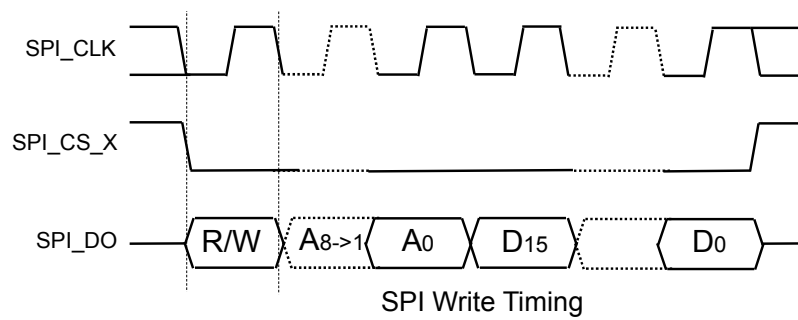 SPI_CLK
SPI_CS_X
SPI_DO R/W A8->1 A0 D15 D0
SPI Write Timing